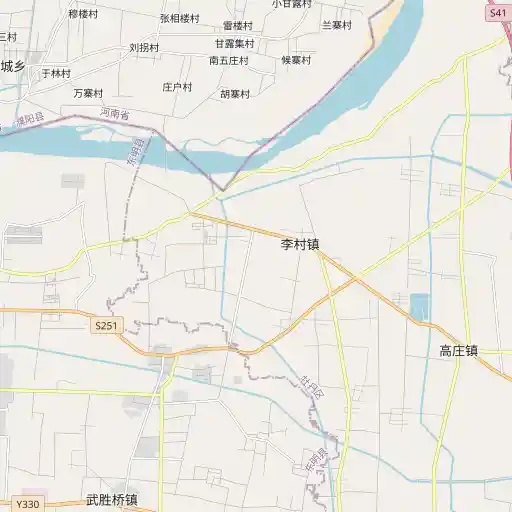 小甘露村
穆楼村
张相楼村
S41
雷楼村
兰寨村
三村
刘拐村
甘露集村
南五庄村
候寨村
城乡
于林村
庄户村
万寨村
胡寨村
河南省
濮阳县
东明县
李村镇
S251
高庄镇
牡丹区
东明县
武胜桥镇
Y330